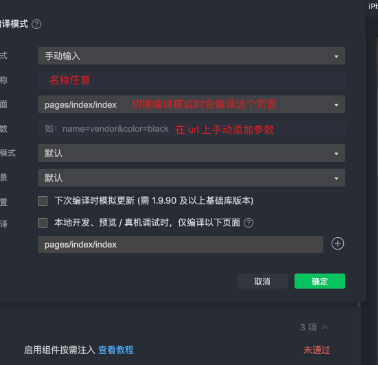 iPh
编译模式
式 手动输入
称 名称任意
面 pages/index/index 切换编译模式时会编译这个页面
数 如：name=vendor&color=black 在 url 上手动添加参数
模式 默认
景 默认
置 下次编译时模拟更新 (需 1.9.90 及以上基础库版本)
译 本地开发、预览 / 真机调试时，仅编译以下页面
pages/index/index
取消 确定
3 项
启用组件按需注入 查看教程 未通过